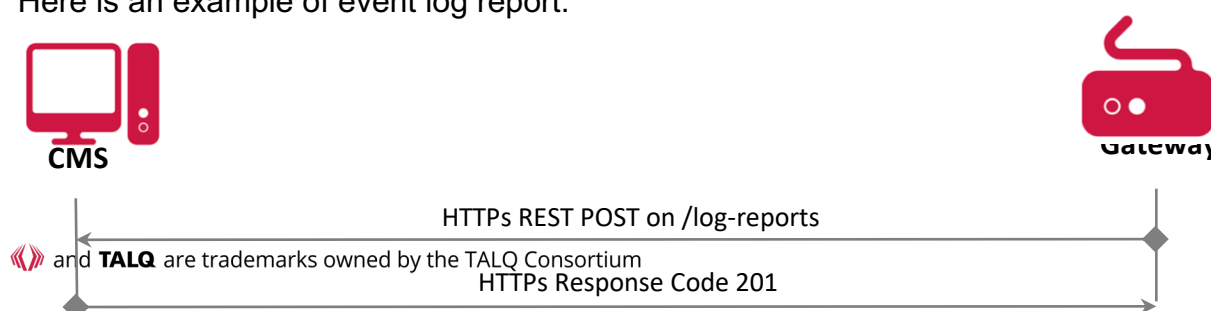 Here is an example of event log report:
CMS
Gateway
HTTPs REST POST on /log-reports
and TALQ are trademarks owned by the TALQ Consortium
HTTPs Response Code 201